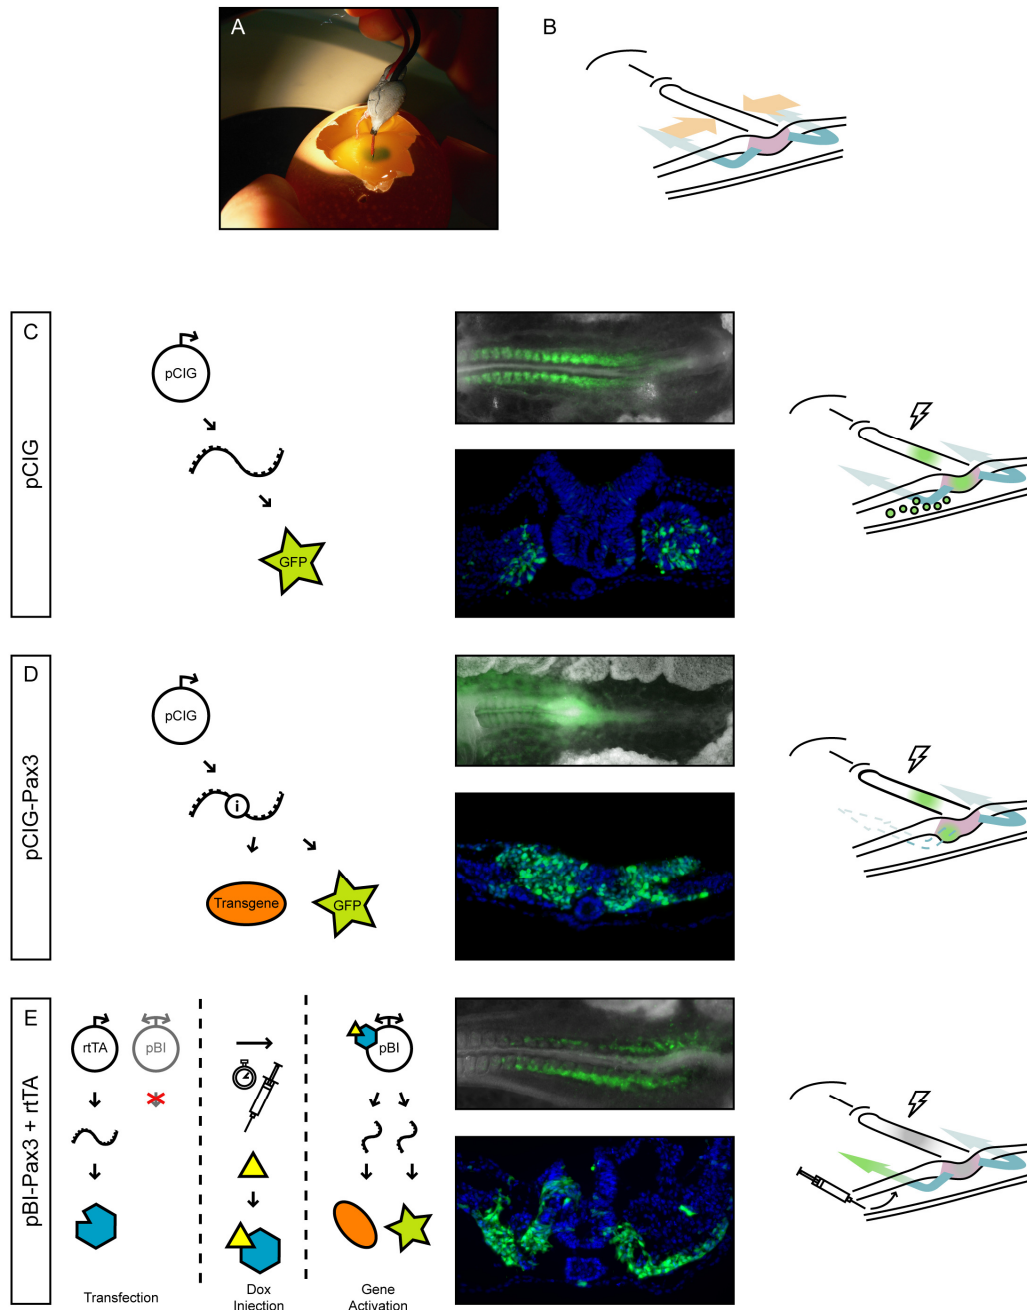 A
B
C
pCIG
pCIG
GFP
D
pCIG-Pax3
pCIG
i
Transgene
GFP
E
pBI-Pax3 + rtTA
rtTA
pBI
pBI
Transfection
Dox
Injection
Gene
Activation